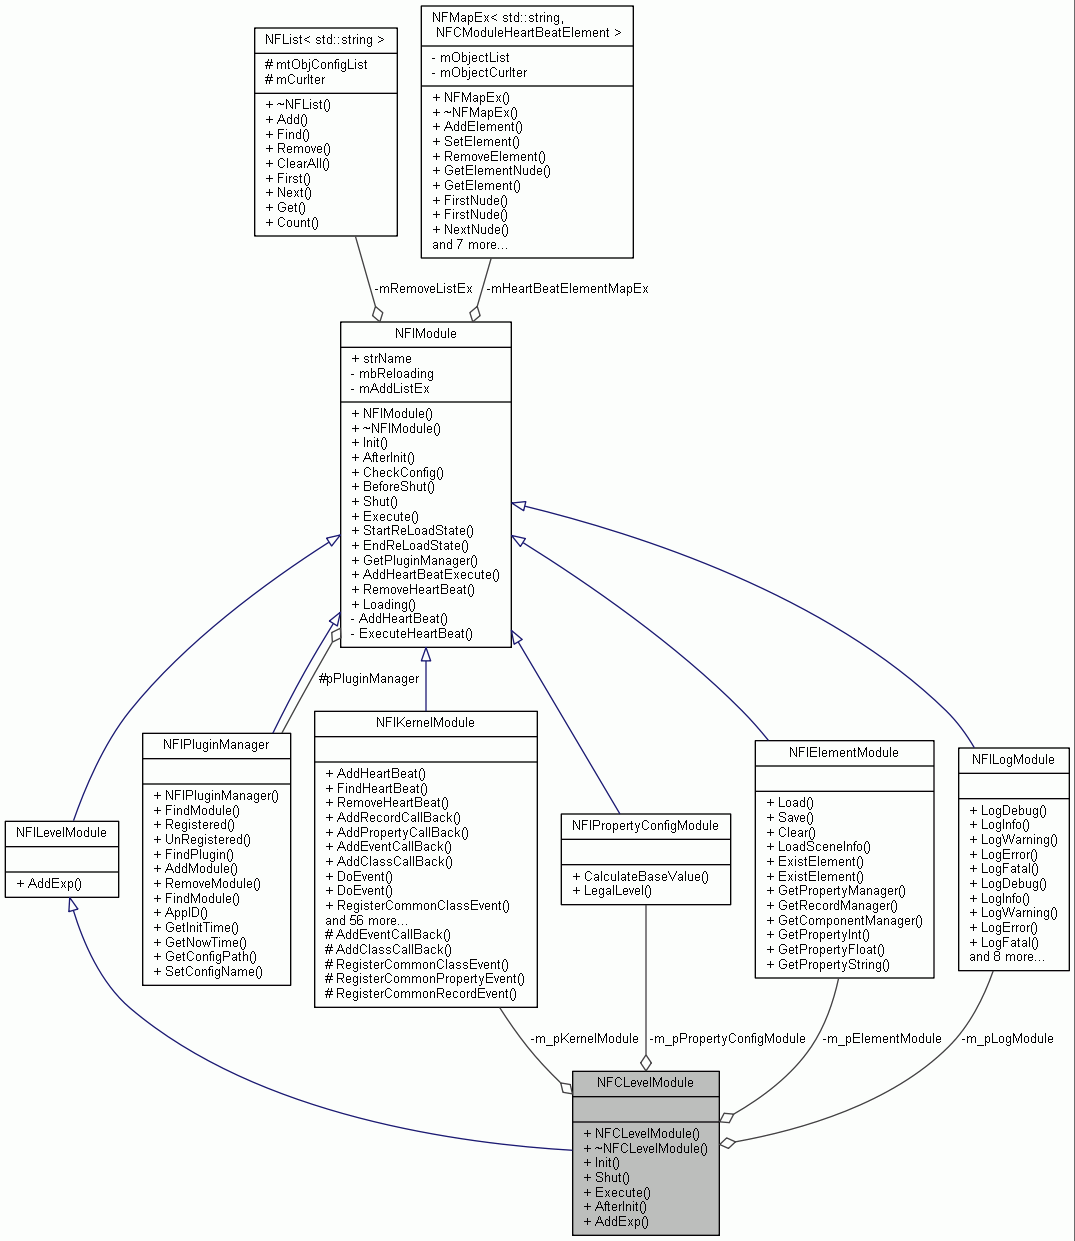 NFList< std::string >
# mtObjConfigList
# mCurIter
+ ~NFList()
+ Add()
+ Find()
+ Remove()
+ ClearAll()
+ First()
+ Next()
+ Get()
+ Count()
NFMapEx< std::string,
NFCModuleHeartBeatElement >
- mObjectList
- mObjectCurIter
+ NFMapEx()
+ ~NFMapEx()
+ AddElement()
+ SetElement()
+ RemoveElement()
+ GetElementNude()
+ GetElement()
+ FirstNude()
+ FirstNude()
+ NextNude()
and 7 more...
-mRemoveListEx
-mHeartBeatElementMapEx
NFIModule
+ strName
- mbReloading
- mAddListEx
+ NFIModule()
+ ~NFIModule()
+ Init()
+ AfterInit()
+ CheckConfig()
+ BeforeShut()
+ Shut()
+ Execute()
+ StartReLoadState()
+ EndReLoadState()
+ GetPluginManager()
+ AddHeartBeatExecute()
+ RemoveHeartBeat()
+ Loading()
- AddHeartBeat()
- ExecuteHeartBeat()
#pPluginManager
NFILevelModule
+ AddExp()
NFIPluginManager
+ NFIPluginManager()
+ FindModule()
+ Registered()
+ UnRegistered()
+ FindPlugin()
+ AddModule()
+ RemoveModule()
+ FindModule()
+ AppID()
+ GetInitTime()
+ GetNowTime()
+ GetConfigPath()
+ SetConfigName()
NFIKernelModule
+ AddHeartBeat()
+ FindHeartBeat()
+ RemoveHeartBeat()
+ AddRecordCallBack()
+ AddPropertyCallBack()
+ AddEventCallBack()
+ AddClassCallBack()
+ DoEvent()
+ DoEvent()
+ RegisterCommonClassEvent()
and 56 more...
# AddEventCallBack()
# AddClassCallBack()
# RegisterCommonClassEvent()
# RegisterCommonPropertyEvent()
# RegisterCommonRecordEvent()
NFIPropertyConfigModule
+ CalculateBaseValue()
+ LegalLevel()
NFIElementModule
+ Load()
+ Save()
+ Clear()
+ LoadSceneInfo()
+ ExistElement()
+ ExistElement()
+ GetPropertyManager()
+ GetRecordManager()
+ GetComponentManager()
+ GetPropertyInt()
+ GetPropertyFloat()
+ GetPropertyString()
NFILogModule
+ LogDebug()
+ LogInfo()
+ LogWarning()
+ LogError()
+ LogFatal()
+ LogDebug()
+ LogInfo()
+ LogWarning()
+ LogError()
+ LogFatal()
and 8 more...
-m_pKernelModule
-m_pPropertyConfigModule
-m_pElementModule
-m_pLogModule
NFCLevelModule
+ NFCLevelModule()
+ ~NFCLevelModule()
+ Init()
+ Shut()
+ Execute()
+ AfterInit()
+ AddExp()